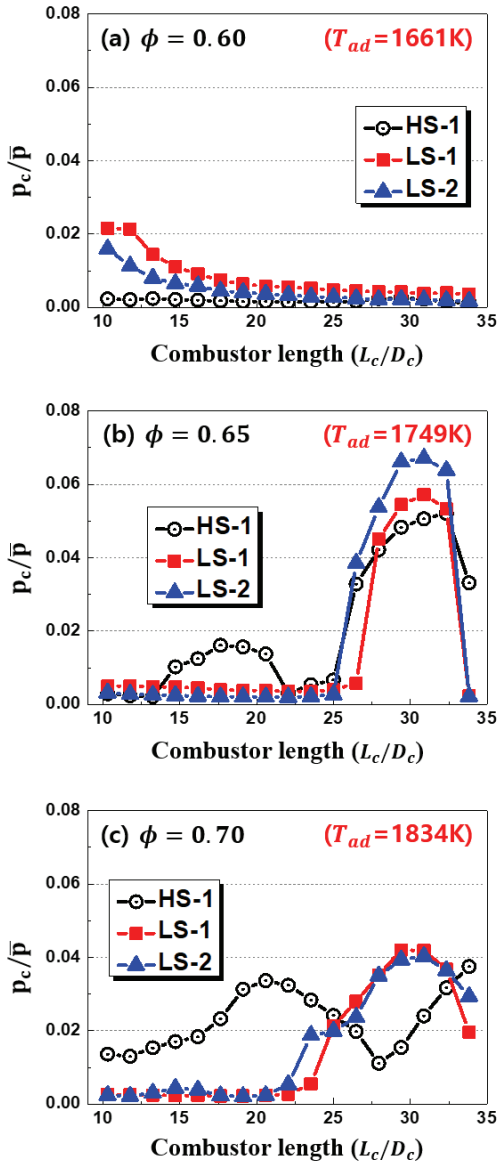 (a) ϕ = 0.60 (T_ad=1661K)
0.08
0.06
0.04
0.02
0.00
p_c/p̅
HS-1
LS-1
LS-2
10 15 20 25 30 35
Combustor length (L_c/D_c)
(b) ϕ = 0.65 (T_ad=1749K)
0.08
0.06
0.04
0.02
0.00
p_c/p̅
HS-1
LS-1
LS-2
10 15 20 25 30 35
Combustor length (L_c/D_c)
(c) ϕ = 0.70 (T_ad=1834K)
0.08
0.06
0.04
0.02
0.00
p_c/p̅
HS-1
LS-1
LS-2
10 15 20 25 30 35
Combustor length (L_c/D_c)